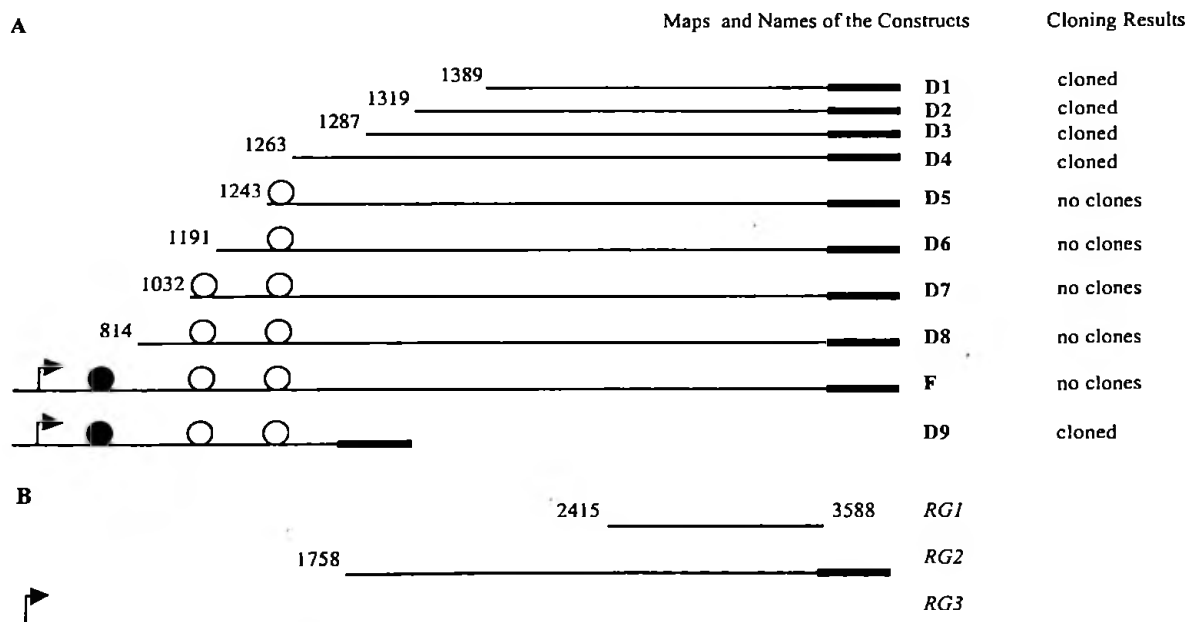 A
Maps and Names of the Constructs Cloning Results
1389 D1 cloned
1319 D2 cloned
1287 D3 cloned
1263 D4 cloned
1243 D5 no clones
1191 D6 no clones
1032 D7 no clones
814 D8 no clones
F no clones
D9 cloned
B
2415 3588 RG1
1758 RG2
RG3